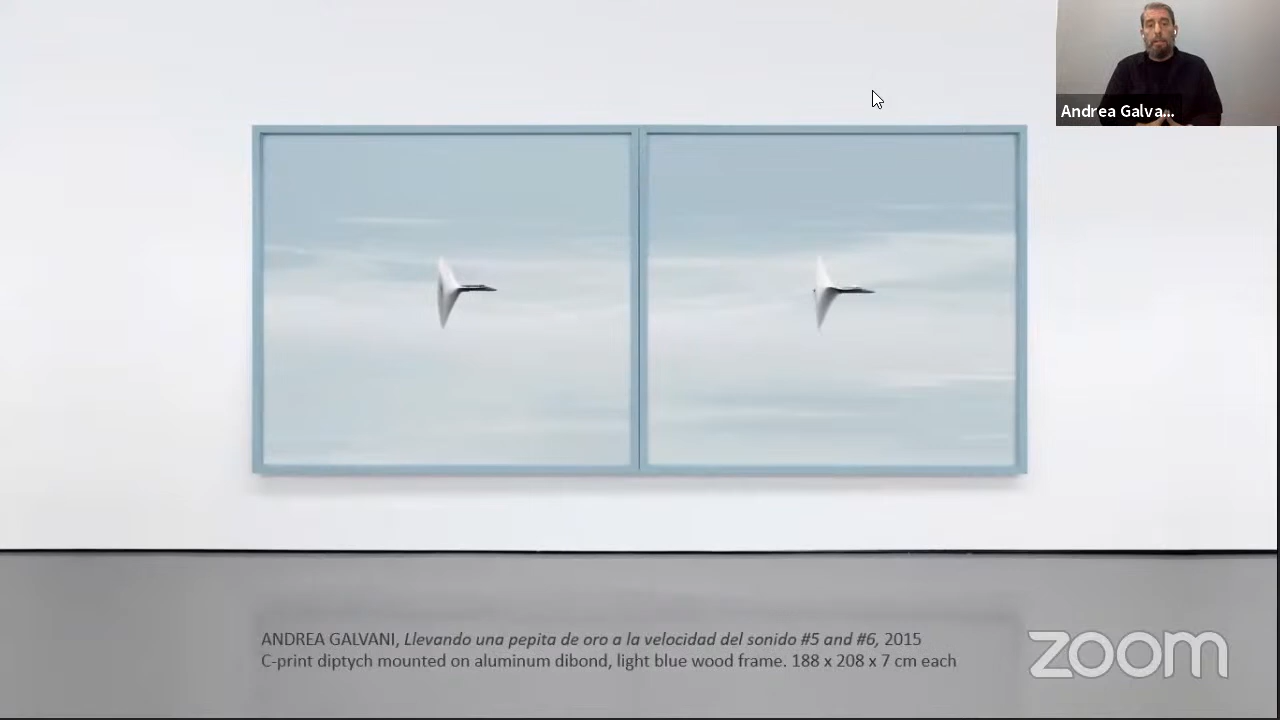 Andrea Galva...
ANDREA GALVANI, Llevando una pepita de oro a la velocidad del sonido #5 and #6, 2015
C-print diptych mounted on aluminum dibond, light blue wood frame. 188 x 208 x 7 cm each
zoom